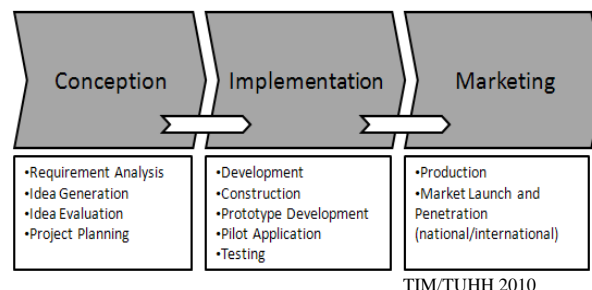 Conception
Implementation
Marketing
•Requirement Analysis
•Idea Generation
•Idea Evaluation
•Project Planning
•Development
•Construction
•Prototype Development
•Pilot Application
•Testing
•Production
•Market Launch and
Penetration
(national/international)
TIM/TUHH 2010